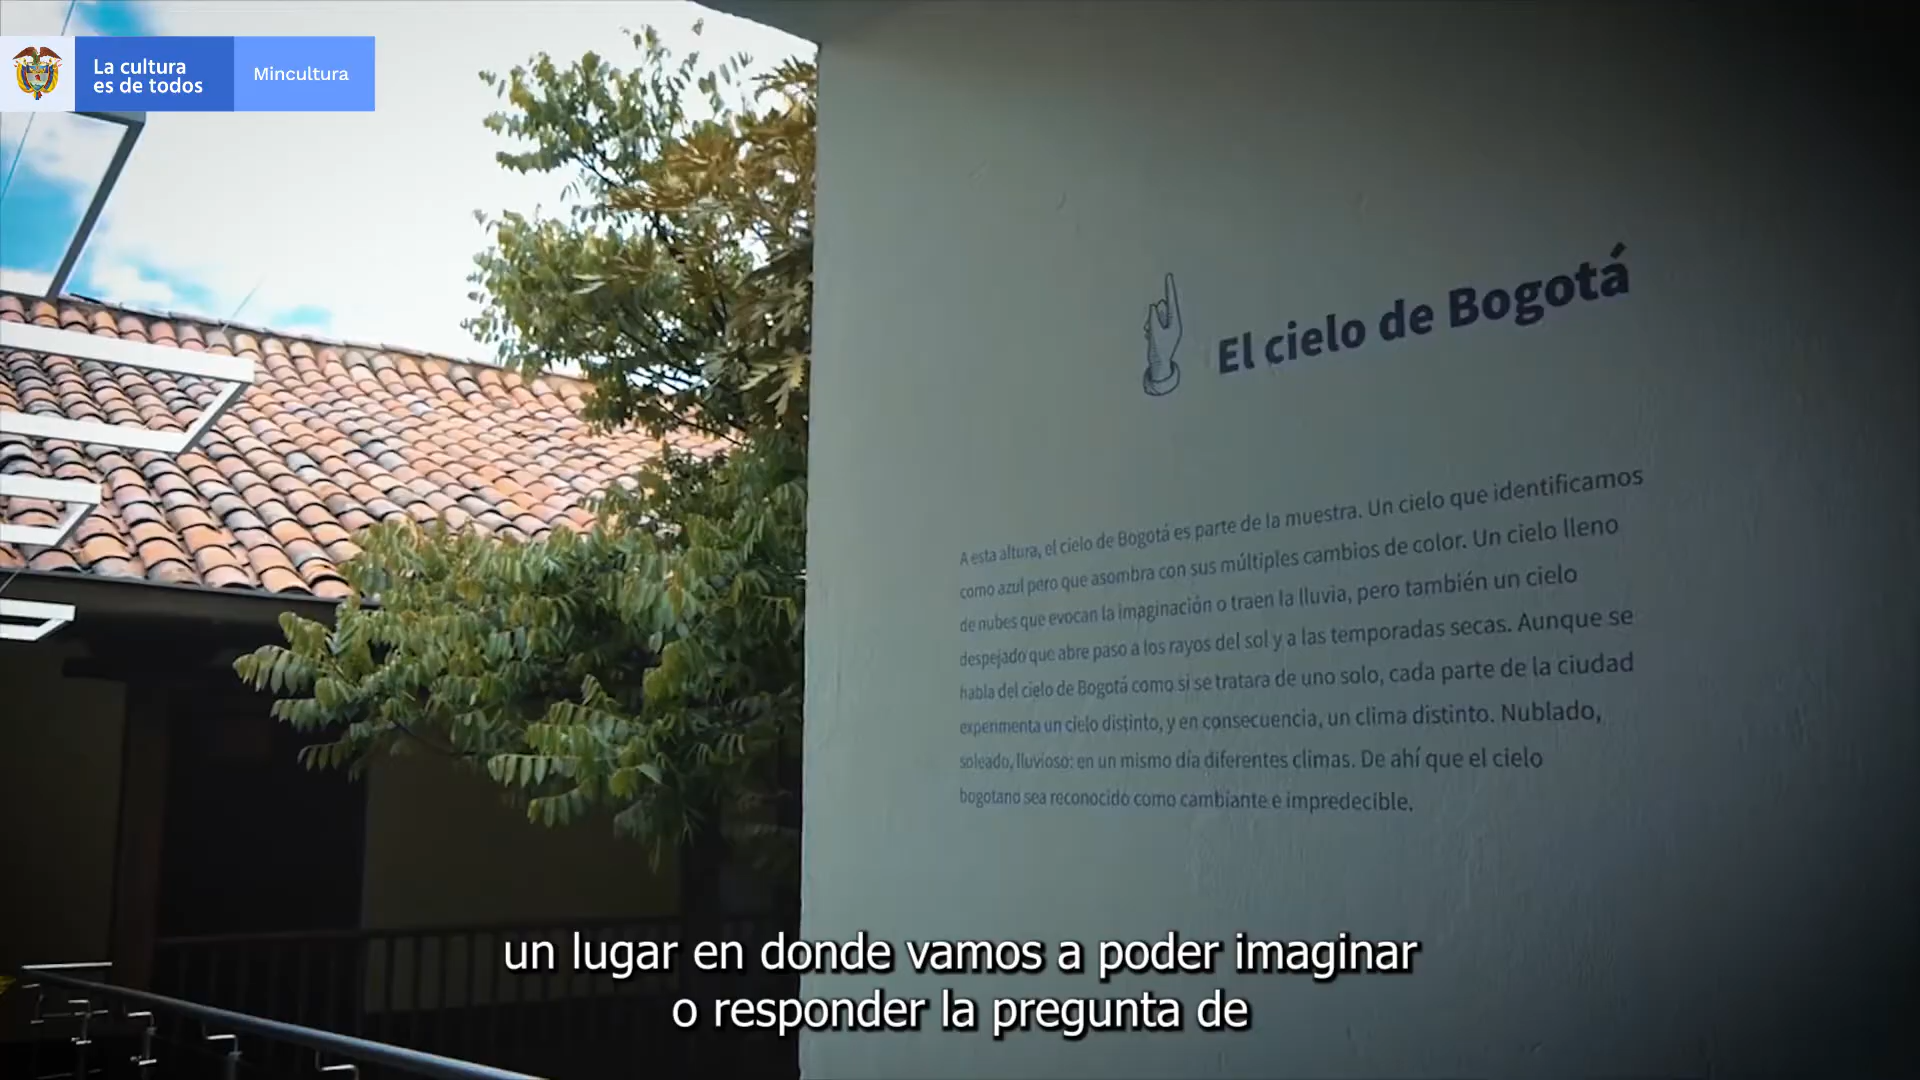 La cultura
es de todos
Mincultura
El cielo de Bogotá
A esta altura, el cielo de Bogotá es parte de la muestra. Un cielo que identificamos
como azul pero que asombra con sus múltiples cambios de color. Un cielo lleno
de nubes que evocan la imaginación o traen la lluvia, pero también un cielo
despejado que abre paso a los rayos del sol y a las temporadas secas. Aunque se
habla del cielo de Bogotá como si se tratara de uno solo, cada parte de la ciudad
experimenta un cielo distinto, y en consecuencia, un clima distinto. Nublado,
soleado, lluvioso: en un mismo día diferentes climas. De ahí que el cielo
bogotano sea reconocido como cambiante e impredecible.
un lugar en donde vamos a poder imaginar
o responder la pregunta de